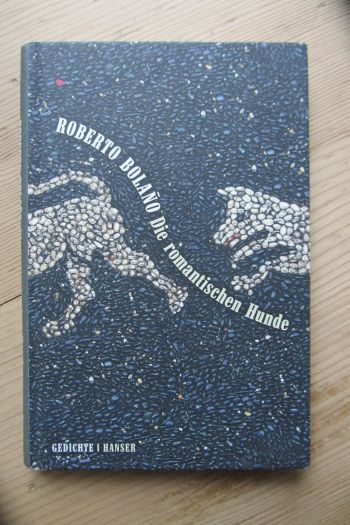 ROBERTO BOLAÑO Die romantischen Hunde
GEDICHTE | HANSER